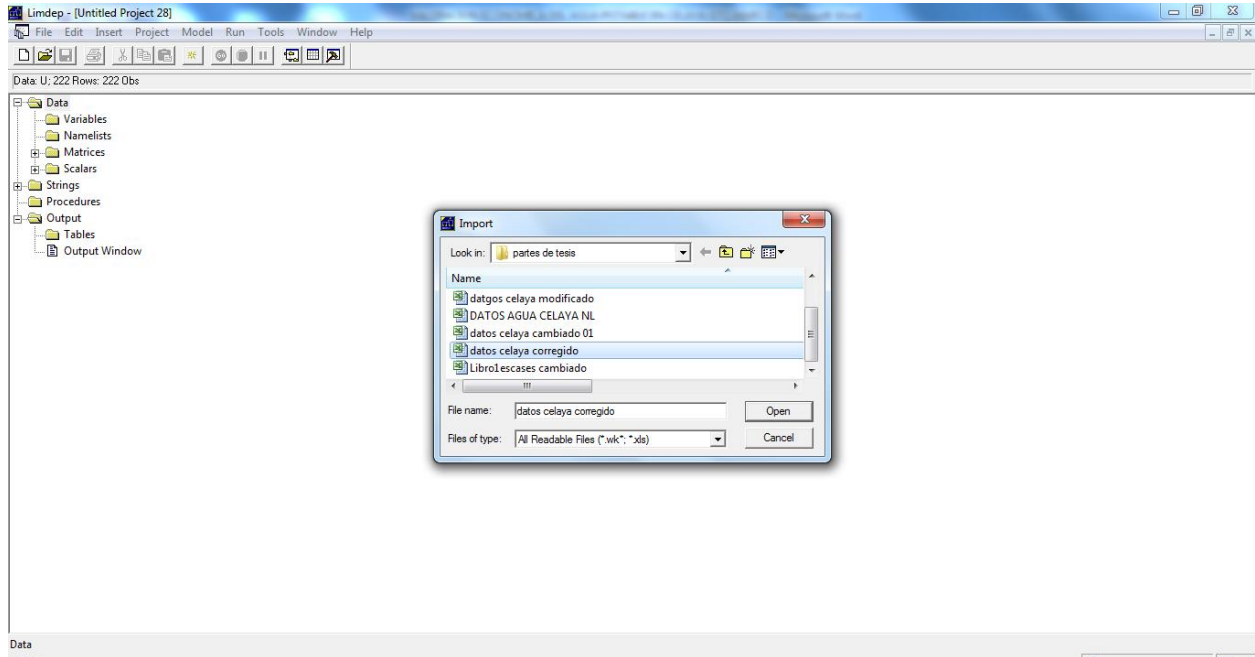 Limdep - [Untitled Project 28]
File Edit Insert Project Model Run Tools Window Help
Data: U; 222 Rows: 222 Obs
Data
Variables
Namelists
Matrices
Scalars
Strings
Procedures
Output
Tables
Output Window
Import
Look in: partes de tesis
Name
datgos celaya modificado
DATOS AGUA CELAYA NL
datos celaya cambiado 01
datos celaya corregido
Libro1escases cambiado
File name: datos celaya corregido Open
Files of type: All Readable Files (*.wk*; *.xls) Cancel
Data